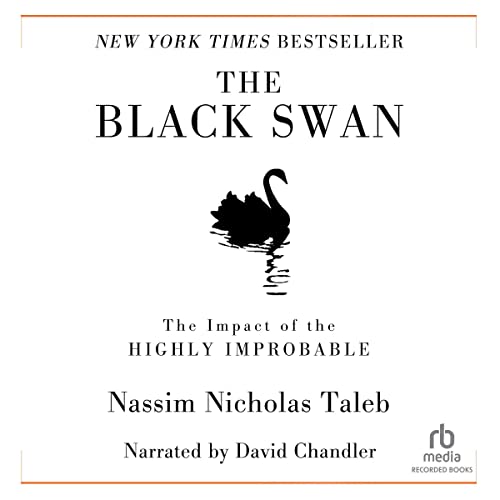 NEW YORK TIMES BESTSELLER
THE
BLACK SWAN
The Impact of the
HIGHLY IMPROBABLE
Nassim Nicholas Taleb
Narrated by David Chandler
rb
media
RECORDED BOOKS